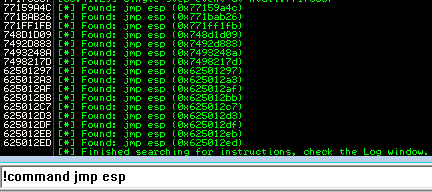 77159A4C [*] Found: jmp esp (0x77159a4c)
771BAB26 [*] Found: jmp esp (0x771bab26)
771FF1FB [*] Found: jmp esp (0x771ff1fb)
748D1D09 [*] Found: jmp esp (0x748d1d09)
7492D883 [*] Found: jmp esp (0x7492d883)
7493248A [*] Found: jmp esp (0x7493248a)
7498217D [*] Found: jmp esp (0x7498217d)
62501297 [*] Found: jmp esp (0x62501297)
625012A3 [*] Found: jmp esp (0x625012a3)
625012AF [*] Found: jmp esp (0x625012af)
625012BB [*] Found: jmp esp (0x625012bb)
625012C7 [*] Found: jmp esp (0x625012c7)
625012D3 [*] Found: jmp esp (0x625012d3)
625012DF [*] Found: jmp esp (0x625012df)
625012EB [*] Found: jmp esp (0x625012eb)
625012ED [*] Found: jmp esp (0x625012ed)
[*] Finished searching for instructions, check the Log window.
!command jmp esp